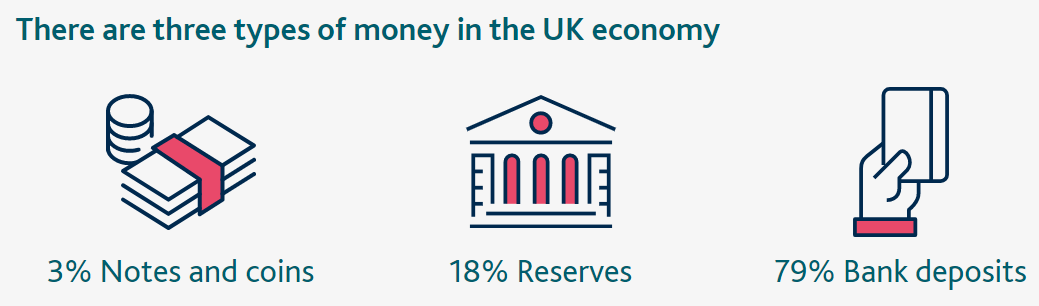 There are three types of money in the UK economy
3% Notes and coins
18% Reserves
79% Bank deposits